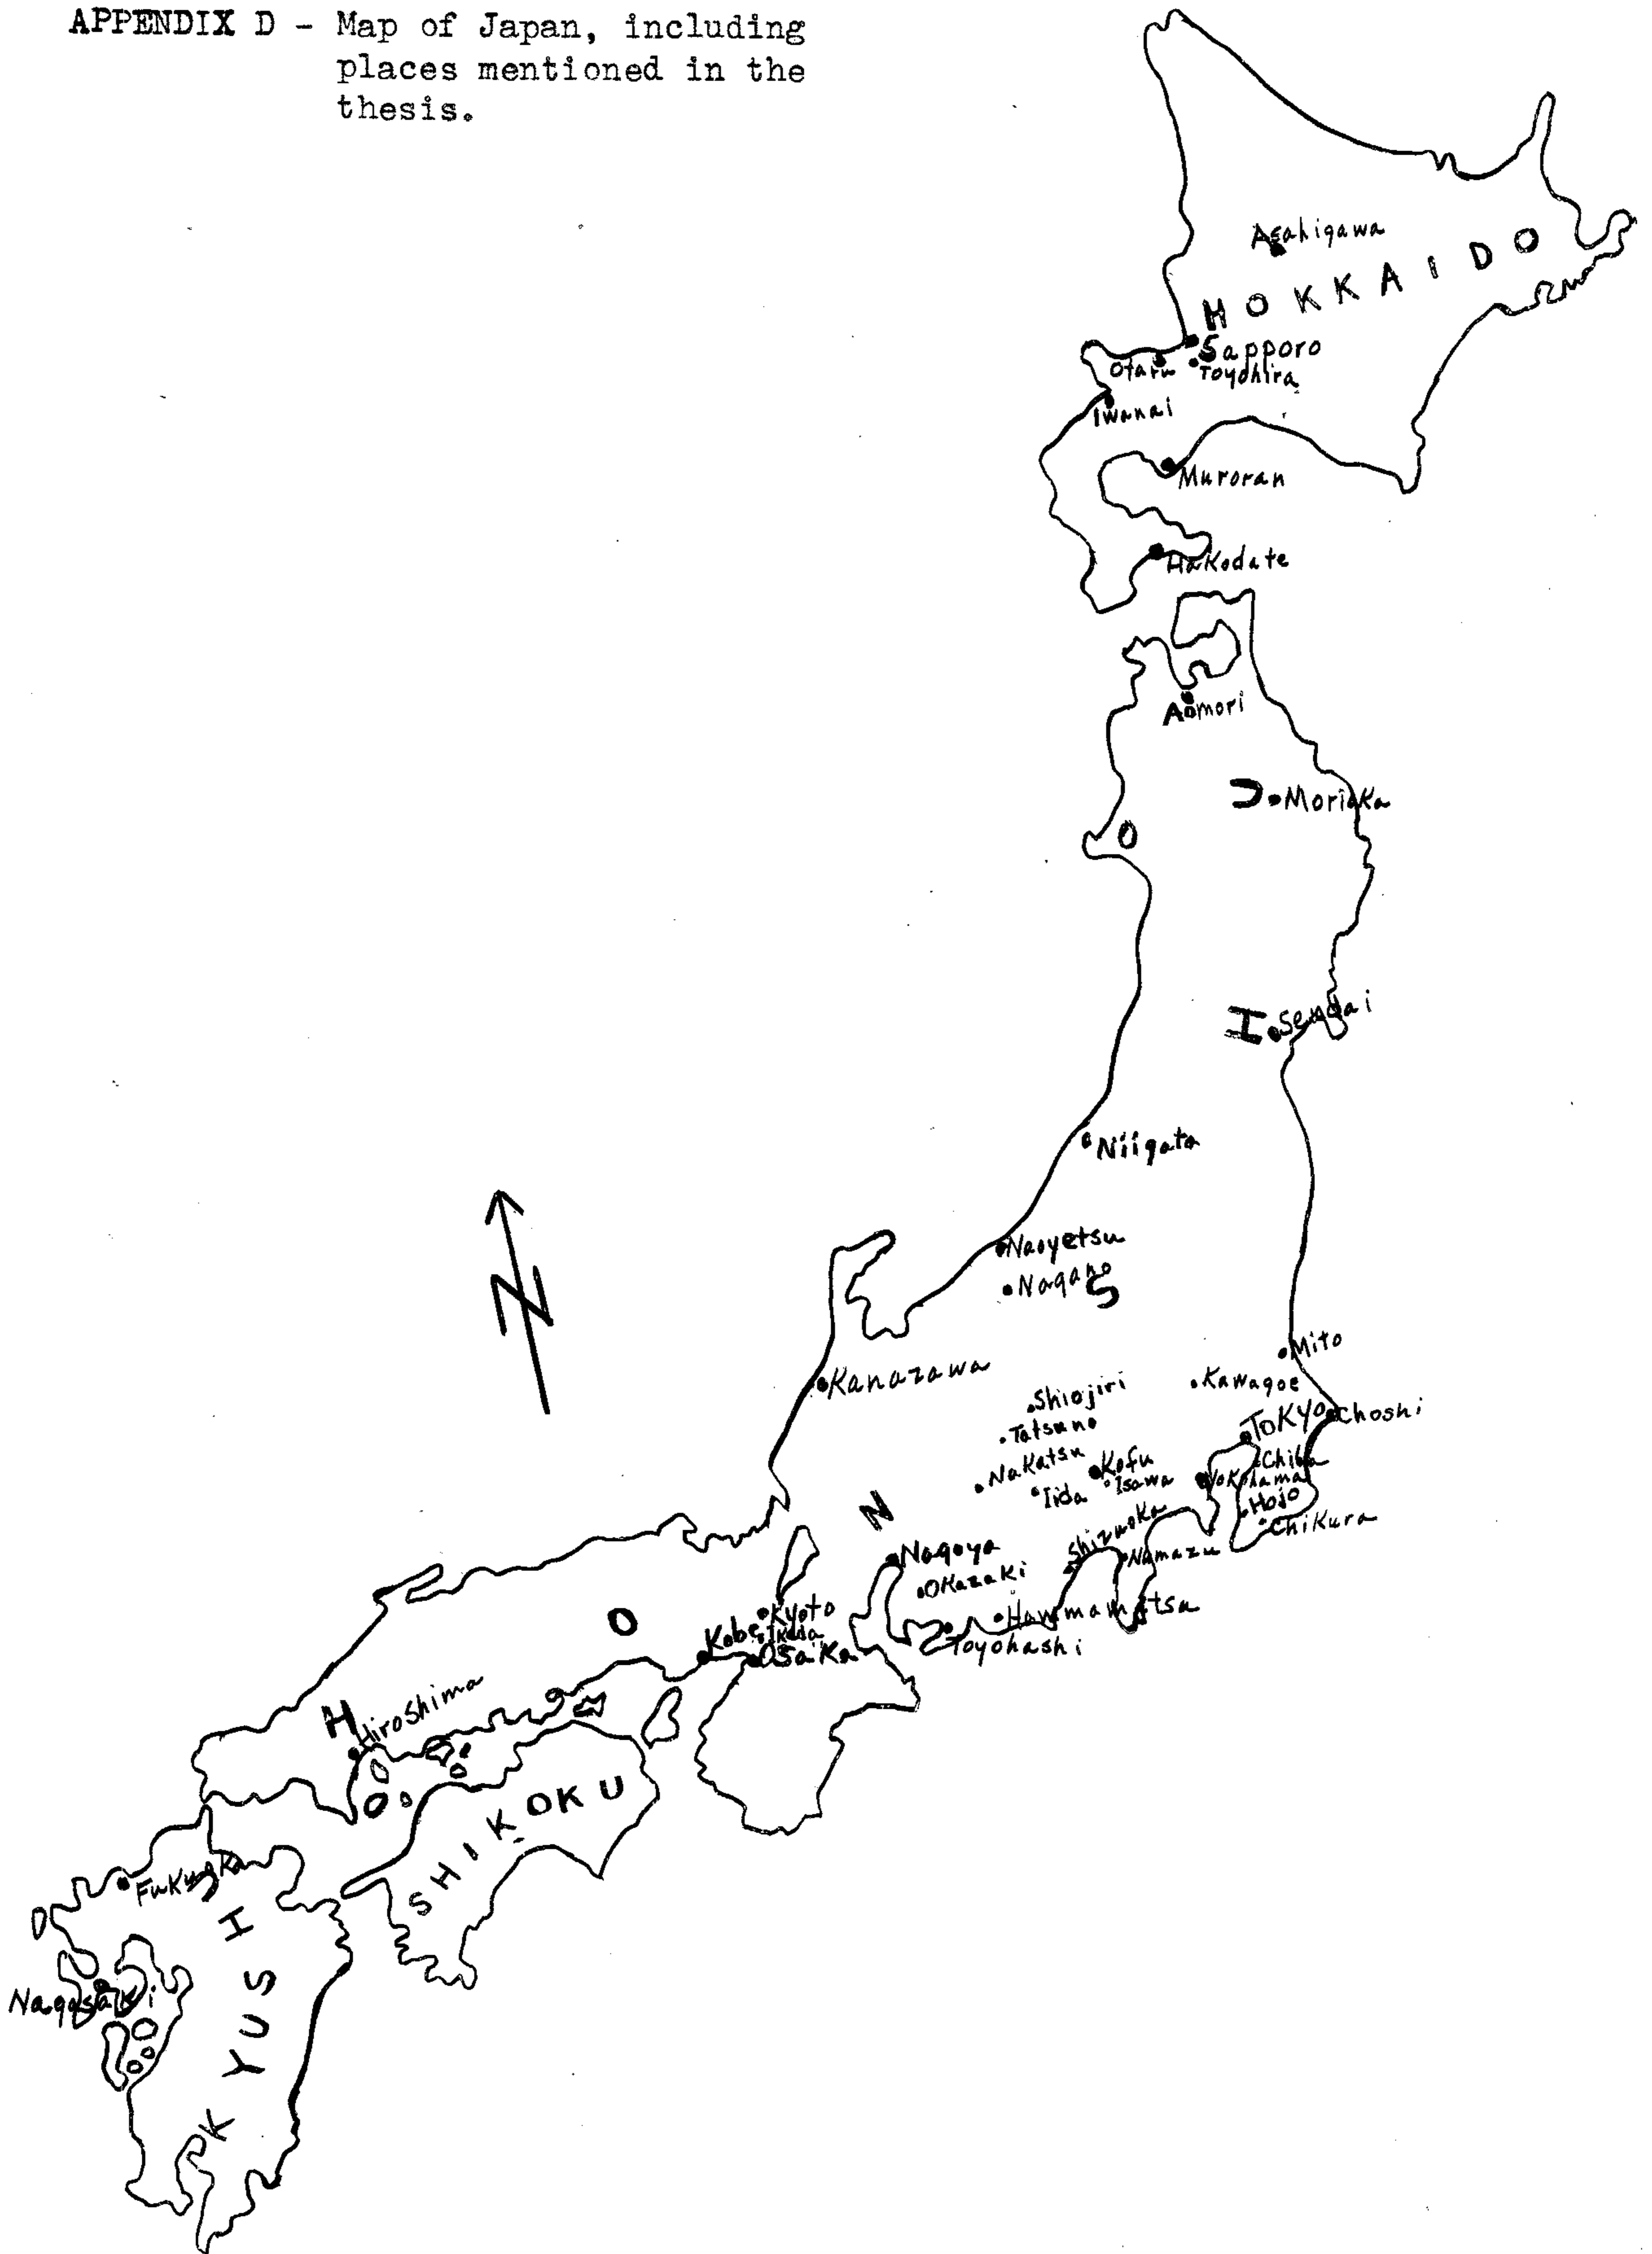 APPENDIX D - Map of Japan, including
places mentioned in the
thesis.
Asahigawa
HOKKAIDO
Sapporo
Otaru
Toyohira
Iwanai
Muroran
Hakodate
Aomori
Morioka
Sendai
Niigata
Naoyetsu
Nagano
HONSHU
N
Mito
Kanazawa
Kawagoe
Shiojiri
Choshi
TOKYO
Tatsuno
Nakatsu
Kofu
Chiba
Isawa
Yokohama
Iida
Hojo
Chikura
Shizuoka
Nagoya
Numazu
Okazaki
Hamamatsu
Kyoto
Kobe
Osaka
Toyohashi
Hiroshima
SHIKOKU
Fukuoka
KYUSHU
Nagasaki